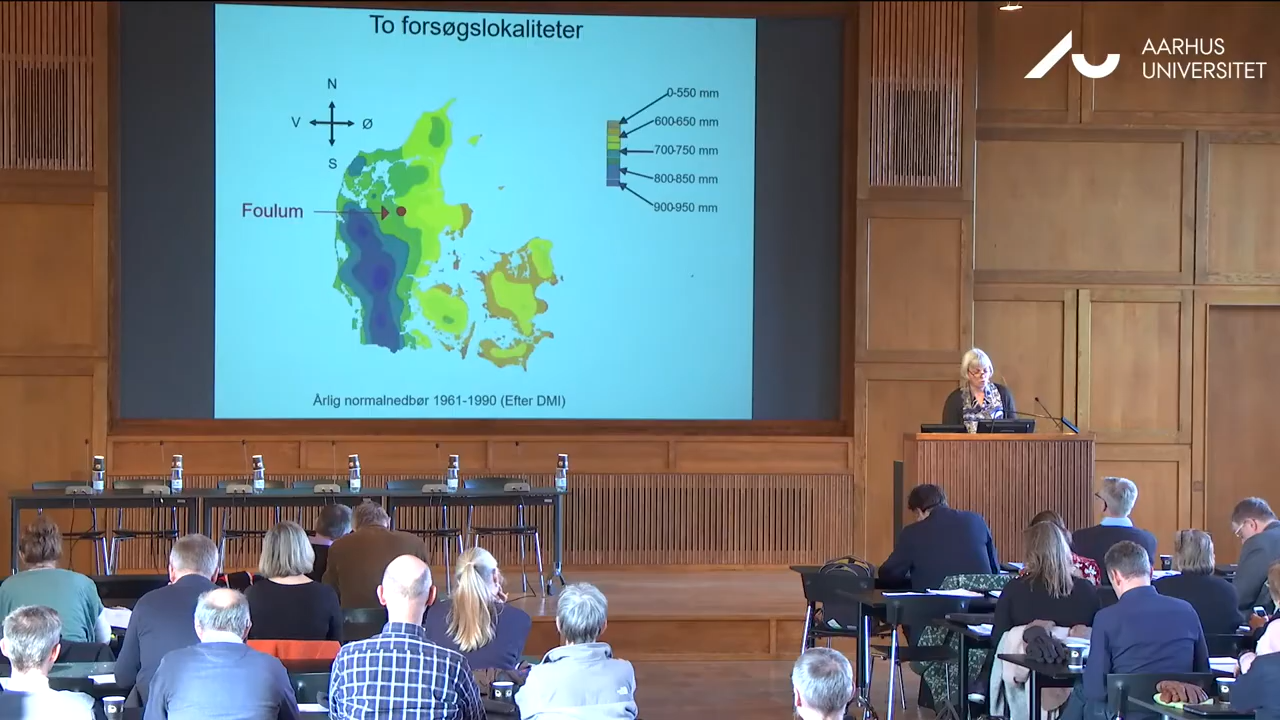 To forsøgslokaliteter
AARHUS
UNIVERSITET
N
V
Ø
S
0-550 mm
600-650 mm
700-750 mm
800-850 mm
900-950 mm
Foulum
Årlig normalnedbør 1961-1990 (Efter DMI)